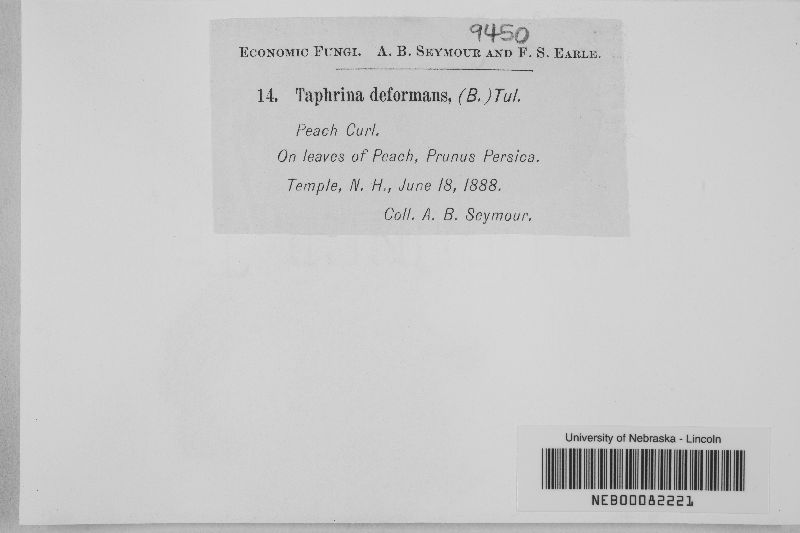 9450
Economic Fungi. A. B. Seymour and F. S. Earle.
14. Taphrina deformans, (B.) Tul.
Peach Curl.
On leaves of Peach, Prunus Persica.
Temple, N. H., June 18, 1888.
Coll. A. B. Seymour.
University of Nebraska - Lincoln
NEB00082221